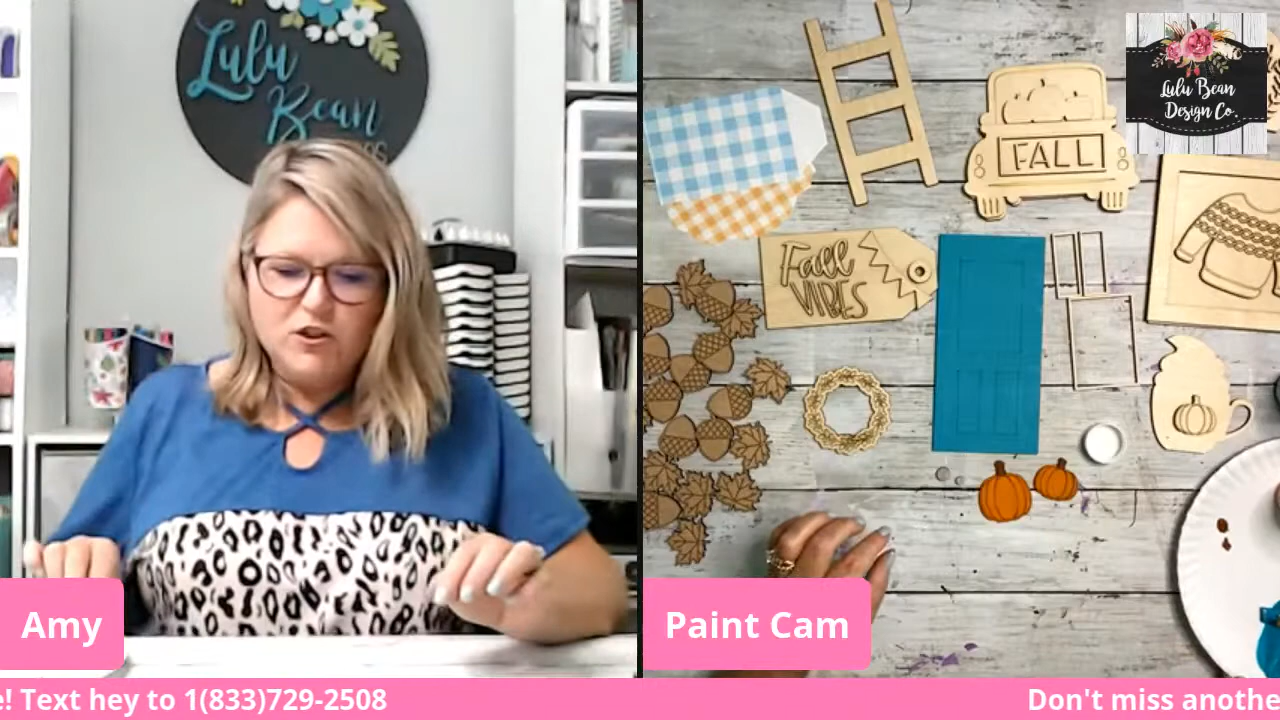 Lulu
Bean
Lulu Bean
Design Co.
FALL
Fall
VIBES
Amy
Paint Cam
e! Text hey to 1(833)729-2508
Don't miss anothe